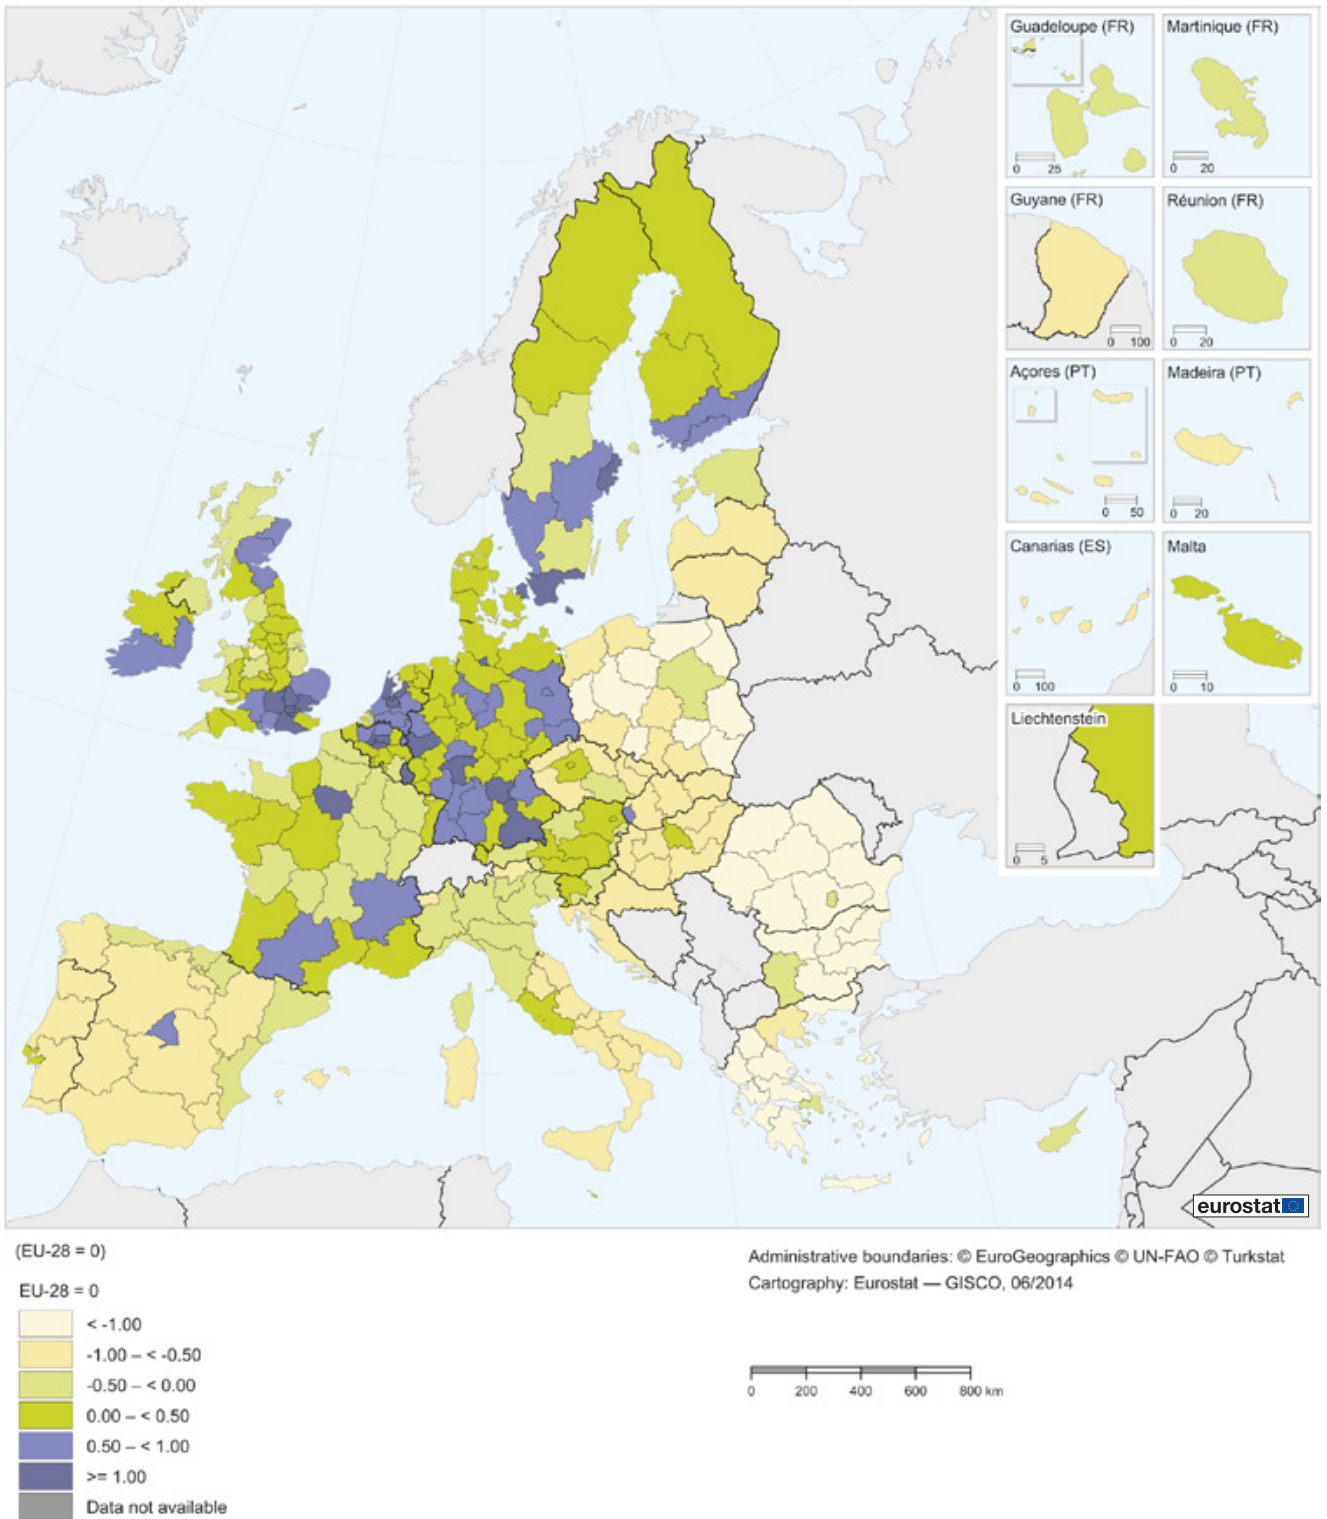 Guadeloupe (FR)
0 25
Martinique (FR)
0 20
Guyane (FR)
0 100
Réunion (FR)
0 20
Açores (PT)
0 50
Madeira (PT)
0 20
Canarias (ES)
0 100
Malta
0 10
Liechtenstein
0 5
eurostat
(EU-28 = 0)
EU-28 = 0
< -1.00
-1.00 – < -0.50
-0.50 – < 0.00
0.00 – < 0.50
0.50 – < 1.00
>= 1.00
Data not available
Administrative boundaries: © EuroGeographics © UN-FAO © Turkstat
Cartography: Eurostat — GISCO, 06/2014
0 200 400 600 800 km